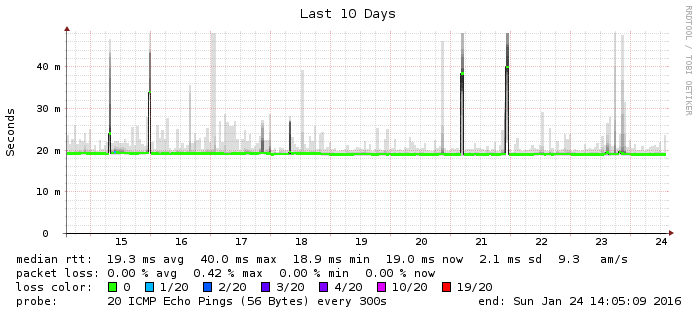 Last 10 Days
RRDTOOL / TOBI OETIKER
Seconds
40 m
30 m
20 m
10 m
0
15 16 17 18 19 20 21 22 23 24
median rtt: 19.3 ms avg 40.0 ms max 18.9 ms min 19.0 ms now 2.1 ms sd 9.3 am/s
packet loss: 0.00 % avg 0.42 % max 0.00 % min 0.00 % now
loss color: 0 1/20 2/20 3/20 4/20 10/20 19/20
probe: 20 ICMP Echo Pings (56 Bytes) every 300s end: Sun Jan 24 14:05:09 2016